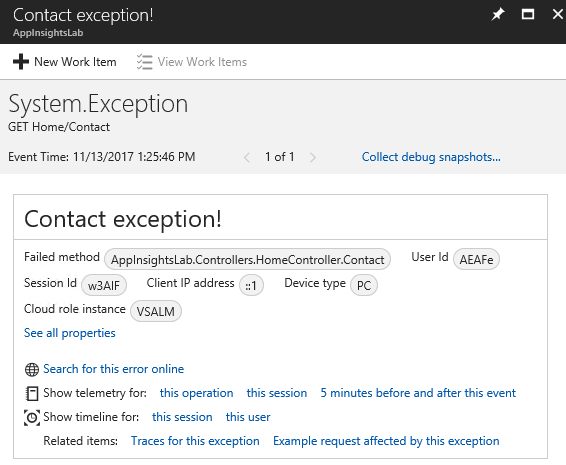 Contact exception!
AppInsightsLab
New Work Item View Work Items
System.Exception
GET Home/Contact
Event Time: 11/13/2017 1:25:46 PM 1 of 1 Collect debug snapshots...
Contact exception!
Failed method AppInsightsLab.Controllers.HomeController.Contact User Id AEAFe
Session Id w3AIF Client IP address ::1 Device type PC
Cloud role instance VSALM
See all properties
Search for this error online
Show telemetry for: this operation this session 5 minutes before and after this event
Show timeline for: this session this user
Related items: Traces for this exception Example request affected by this exception